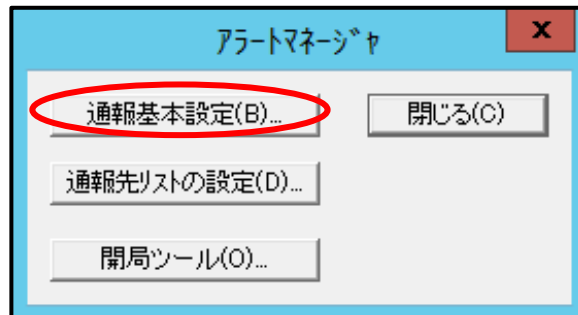 アラートマネージャ
x
通報基本設定(B)...
閉じる(C)
通報先リストの設定(D)...
開局ツール(O)...